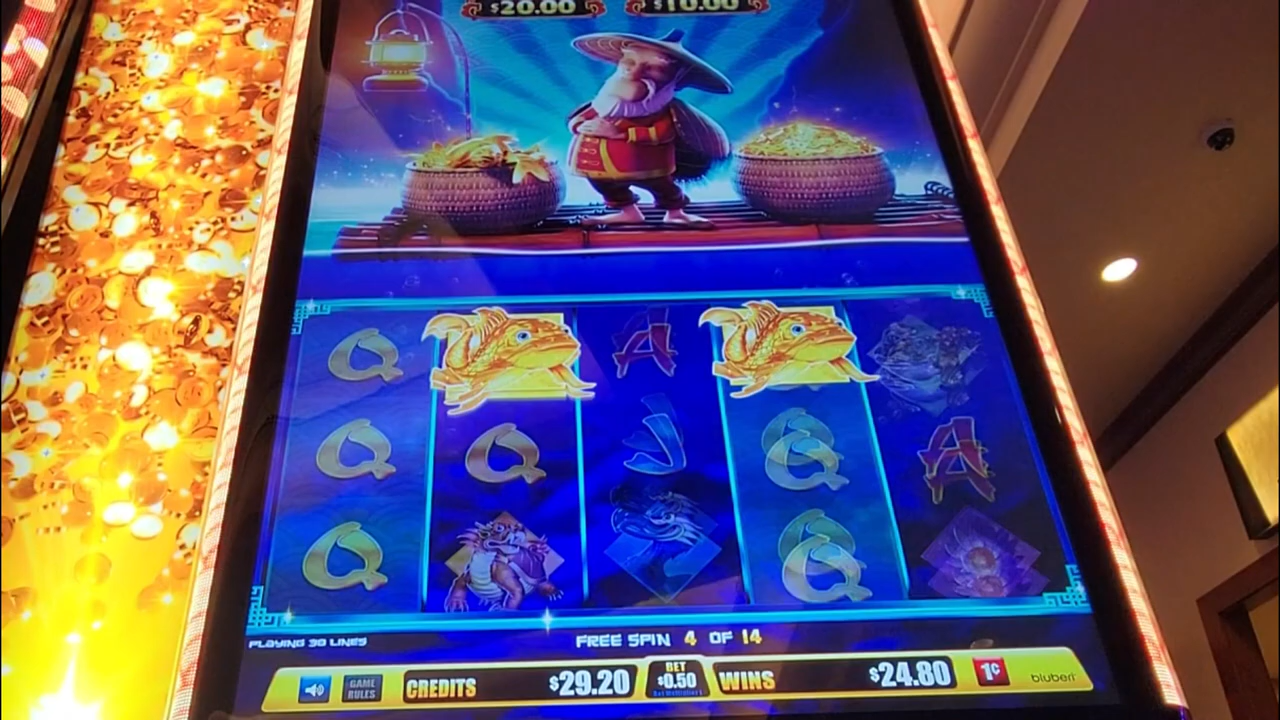 $20.00 $10.00
Q A
Q Q J Q A
Q Q
PLAYING 30 LINES
FREE SPIN 4 OF 14
GAME RULES
CREDITS $29.20
BET $0.50
WINS $24.80
1¢
bluberi